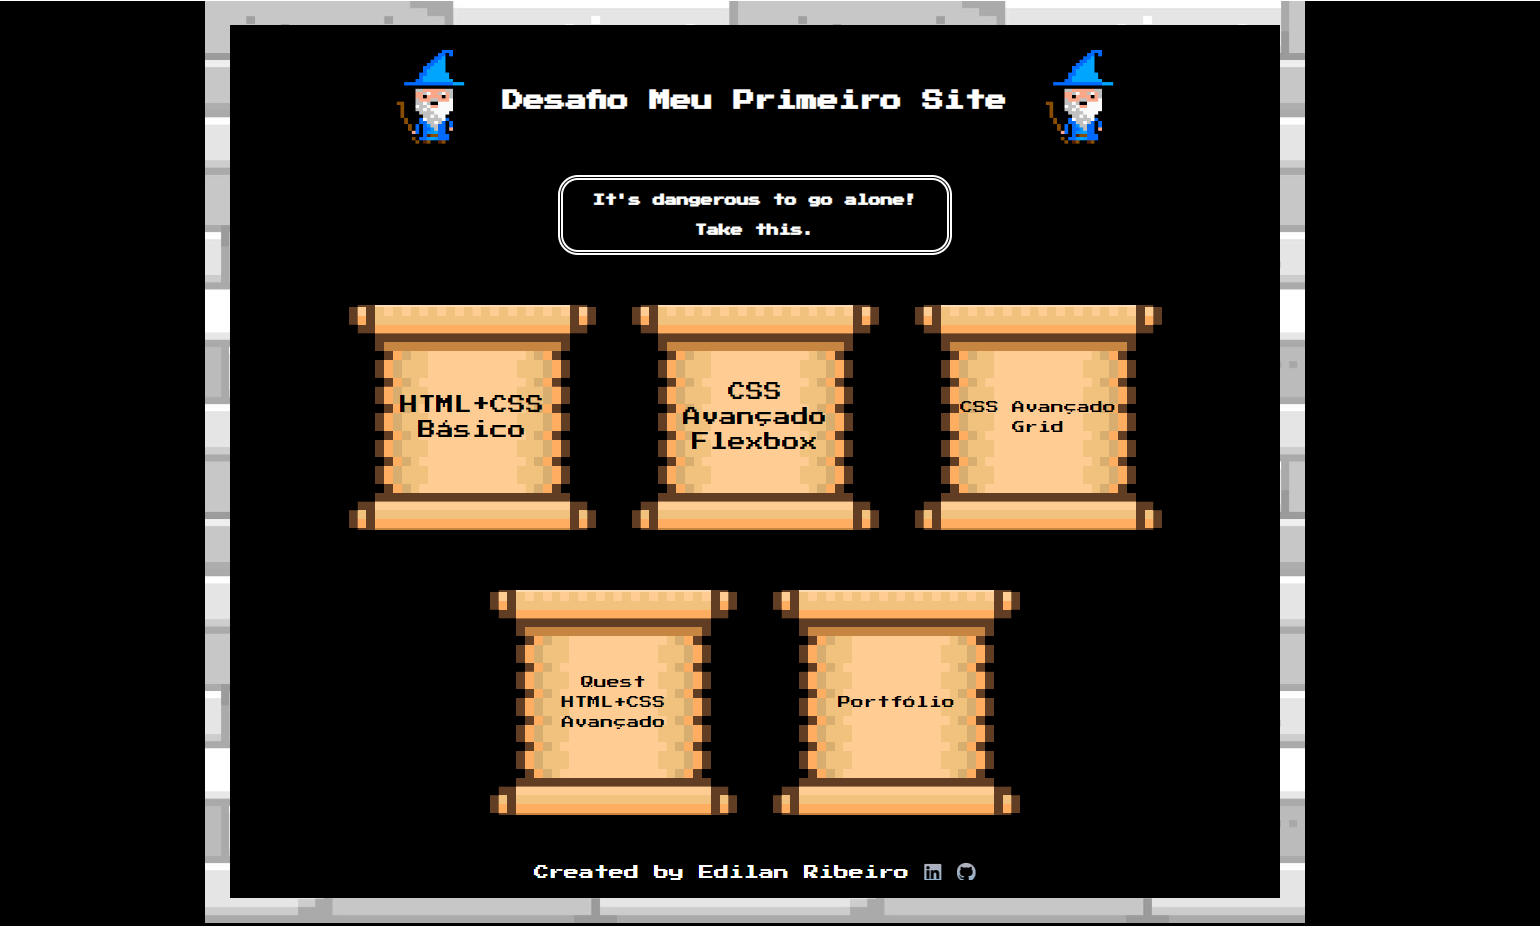 Desafio Meu Primeiro Site
It's dangerous to go alone!
Take this.
HTML+CSS
Básico
CSS
Avançado
Flexbox
CSS Avançado
Grid
Quest
HTML+CSS
Avançado
Portfólio
Created by Edilan Ribeiro in